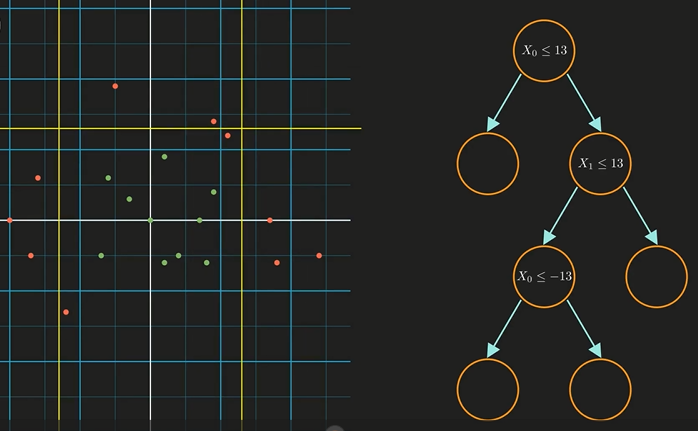 X₀ ≤ 13
X₁ ≤ 13
X₀ ≤ −13